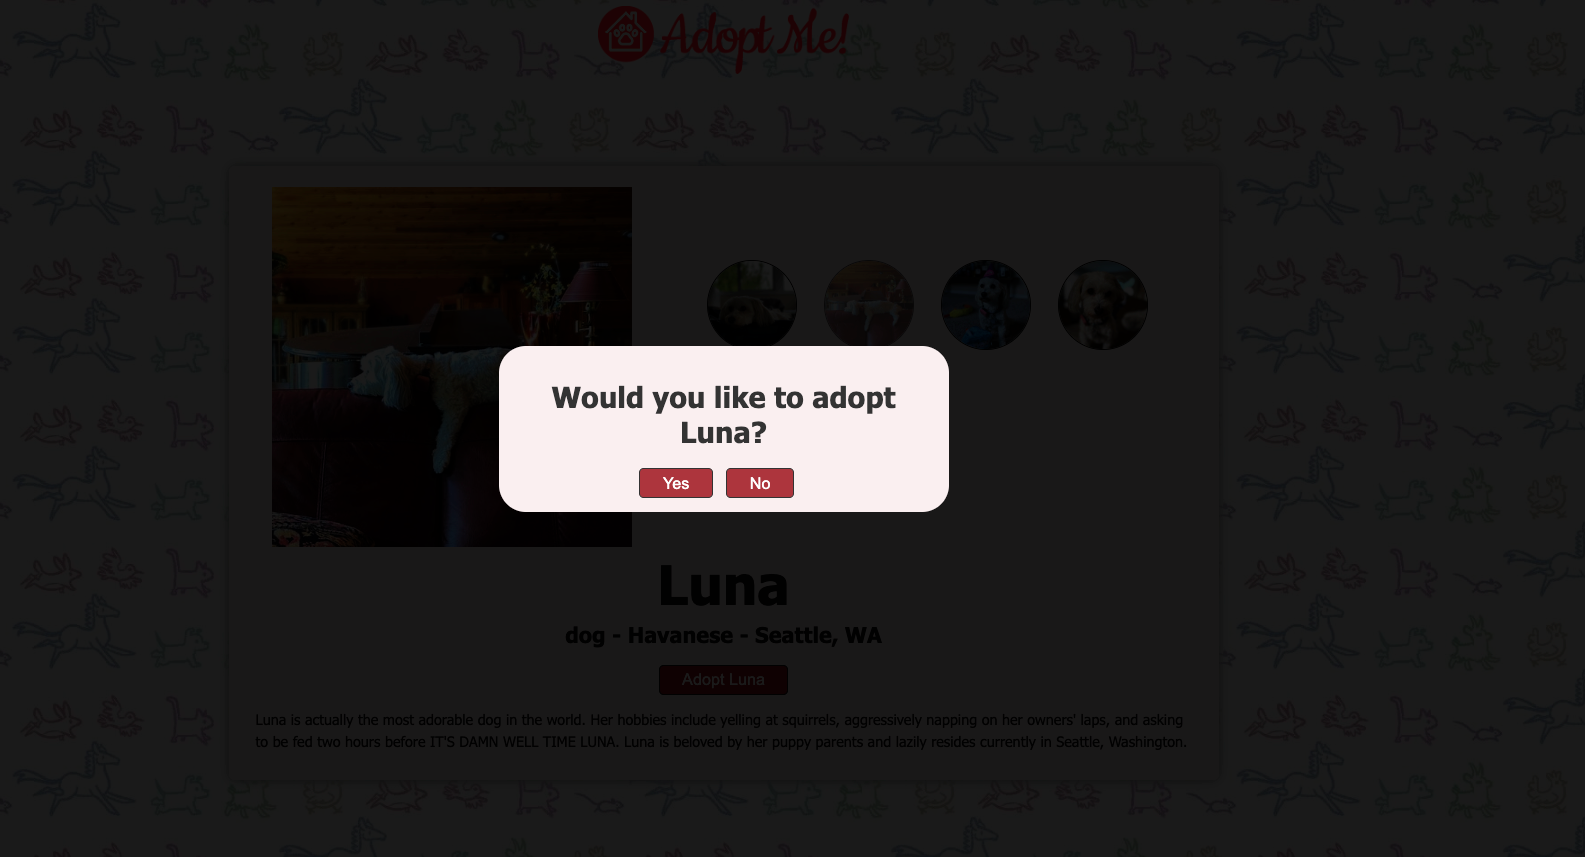 Adopt Me!
Would you like to adopt
Luna?
Yes
No
Luna
dog - Havanese - Seattle, WA
Adopt Luna
Luna is actually the most adorable dog in the world. Her hobbies include yelling at squirrels, aggressively napping on her owners' laps, and asking
to be fed two hours before IT'S DAMN WELL TIME LUNA. Luna is beloved by her puppy parents and lazily resides currently in Seattle, Washington.